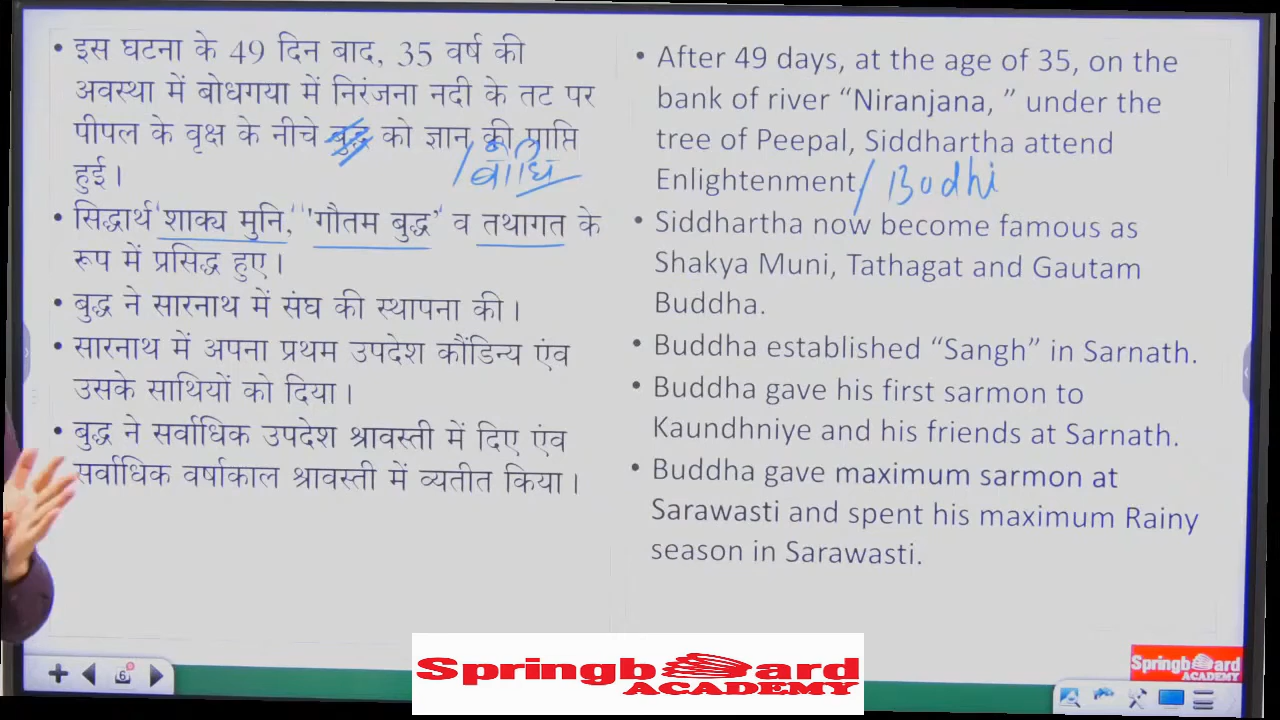 • इस घटना के 49 दिन बाद, 35 वर्ष की
अवस्था में बोधगया में निरंजना नदी के तट पर
पीपल के वृक्ष के नीचे बुद्ध को ज्ञान की प्राप्ति
/बोधि
हुई।
• सिद्धार्थ 'शाक्य मुनि,' 'गौतम बुद्ध' व तथागत के
रूप में प्रसिद्ध हुए।
• बुद्ध ने सारनाथ में संघ की स्थापना की।
• सारनाथ में अपना प्रथम उपदेश कौंडिन्य एंव
उसके साथियों को दिया।
• बुद्ध ने सर्वाधिक उपदेश श्रावस्ती में दिए एंव
सर्वाधिक वर्षाकाल श्रावस्ती में व्यतीत किया।
• After 49 days, at the age of 35, on the
bank of river “Niranjana, ” under the
tree of Peepal, Siddhartha attend
Enlightenment / Bodhi
• Siddhartha now become famous as
Shakya Muni, Tathagat and Gautam
Buddha.
• Buddha established “Sangh” in Sarnath.
• Buddha gave his first sarmon to
Kaundhniye and his friends at Sarnath.
• Buddha gave maximum sarmon at
Sarawasti and spent his maximum Rainy
season in Sarawasti.
6
Springboard
ACADEMY
Springboard
ACADEMY